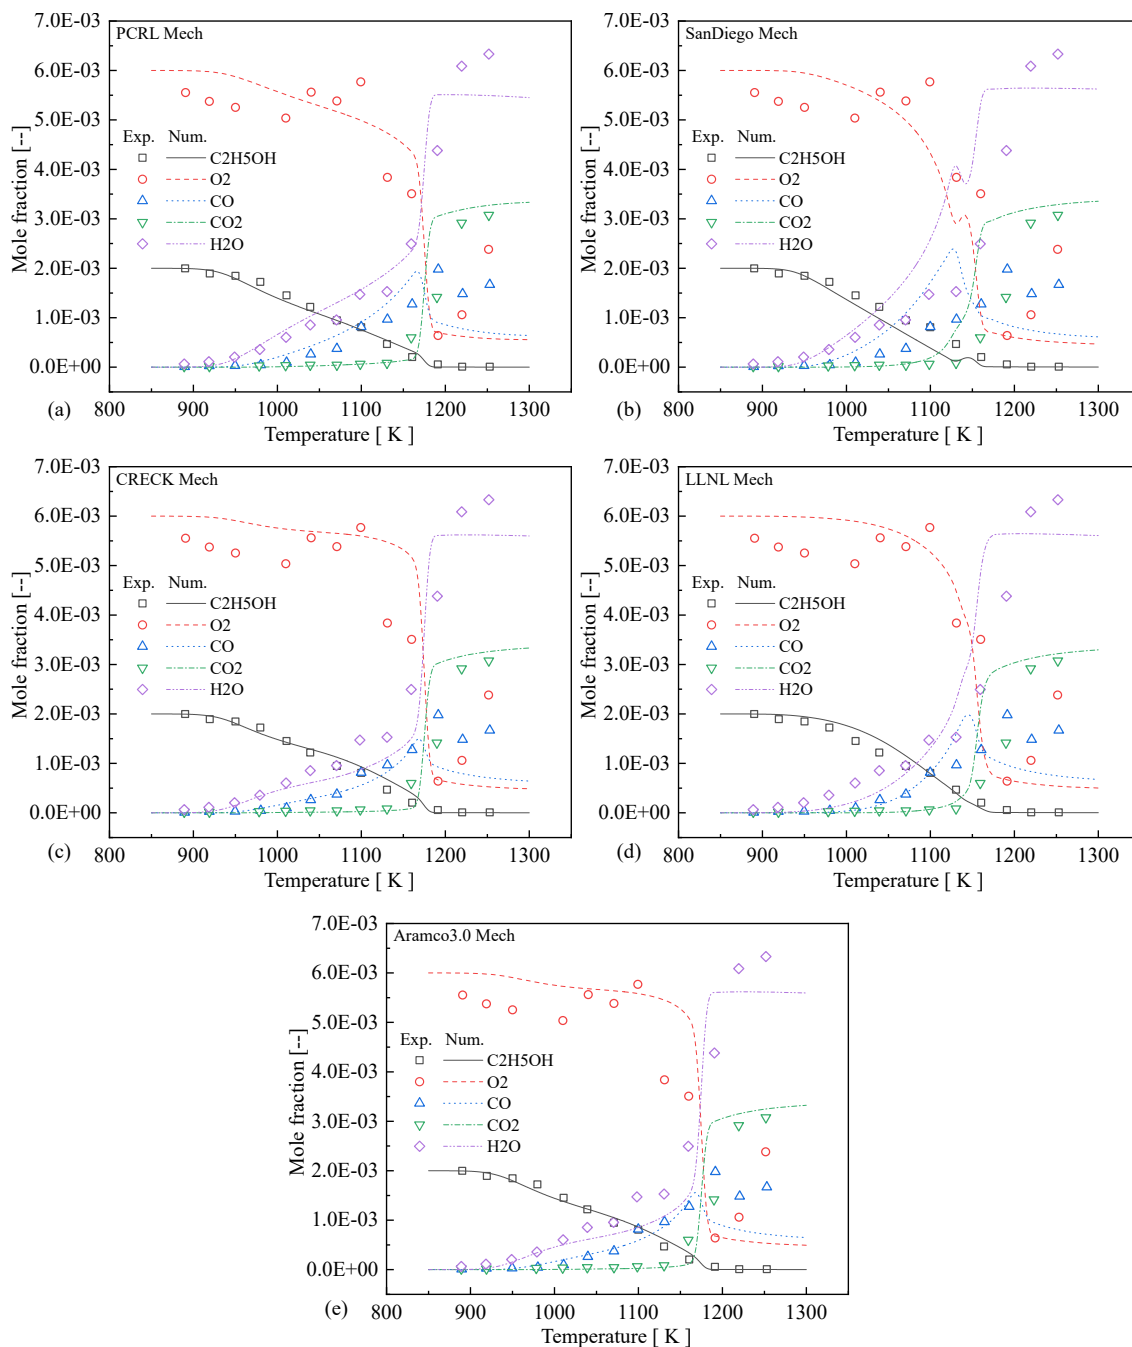 7.0E-03
PCRL Mech
6.0E-03
5.0E-03
Exp. Num.
C2H5OH
4.0E-03
O2
CO
3.0E-03
CO2
H2O
2.0E-03
1.0E-03
0.0E+00
Mole fraction [--]
(a)
800 900 1000 1100 1200 1300
Temperature [ K ]
7.0E-03
SanDiego Mech
6.0E-03
5.0E-03
Exp. Num.
C2H5OH
4.0E-03
O2
CO
3.0E-03
CO2
H2O
2.0E-03
1.0E-03
0.0E+00
Mole fraction [--]
(b)
800 900 1000 1100 1200 1300
Temperature [ K ]
7.0E-03
CRECK Mech
6.0E-03
5.0E-03
Exp. Num.
C2H5OH
4.0E-03
O2
CO
3.0E-03
CO2
H2O
2.0E-03
1.0E-03
0.0E+00
Mole fraction [--]
(c)
800 900 1000 1100 1200 1300
Temperature [ K ]
7.0E-03
LLNL Mech
6.0E-03
5.0E-03
Exp. Num.
C2H5OH
4.0E-03
O2
CO
3.0E-03
CO2
H2O
2.0E-03
1.0E-03
0.0E+00
Mole fraction [--]
(d)
800 900 1000 1100 1200 1300
Temperature [ K ]
7.0E-03
Aramco3.0 Mech
6.0E-03
5.0E-03
Exp. Num.
C2H5OH
4.0E-03
O2
CO
3.0E-03
CO2
H2O
2.0E-03
1.0E-03
0.0E+00
Mole fraction [--]
(e)
800 900 1000 1100 1200 1300
Temperature [ K ]